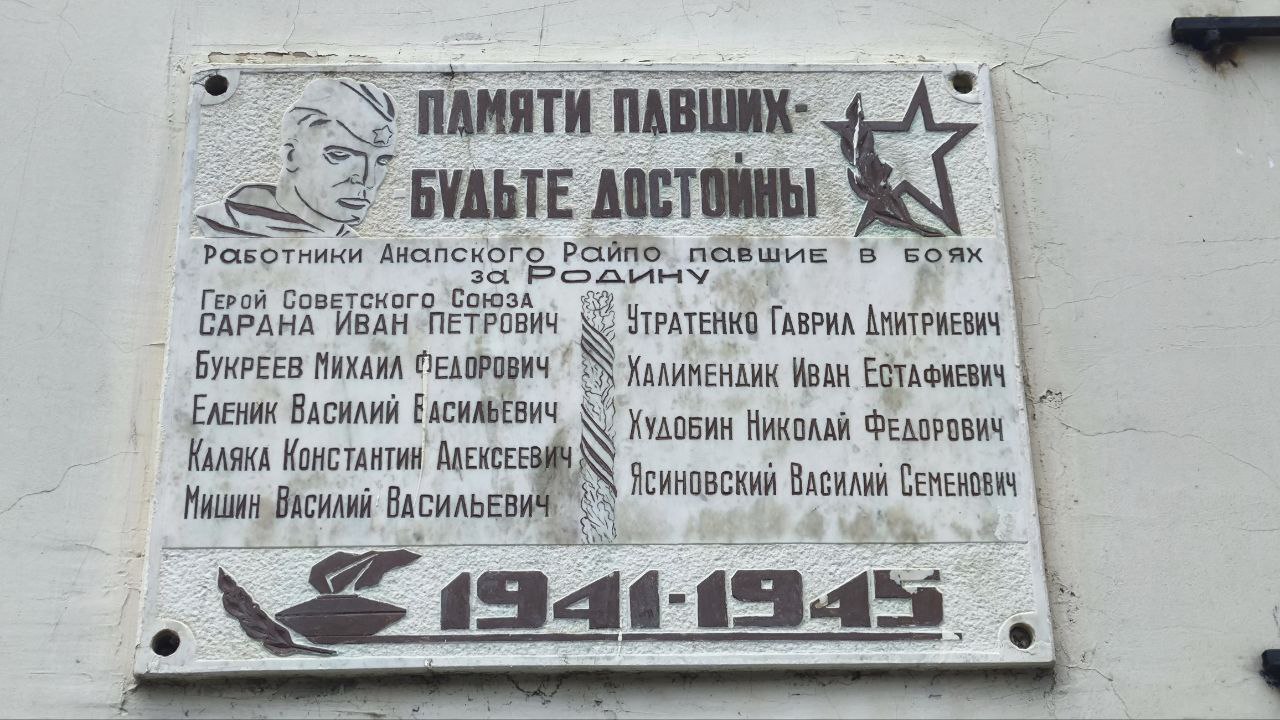 ПАМЯТИ ПАВШИХ-
БУДЬТЕ ДОСТОЙНЫ
Работники Анапского Райпо павшие в боях
за Родину
Герой Советского Союза
Сарана Иван Петрович
Букреев Михаил Федорович
Еленик Василий Васильевич
Каляка Константин Алексеевич
Мишин Василий Васильевич
Утратенко Гаврил Дмитриевич
Халимендик Иван Естафиевич
Худобин Николай Федорович
Ясиновский Василий Семенович
1941-1945